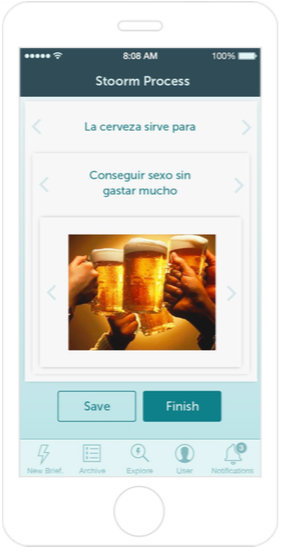 8:08 AM
100%
Stoorm Process
La cerveza sirve para
Conseguir sexo sin
gastar mucho
Save
Finish
3
New Brief.
Archive
Explore
User
Notifications